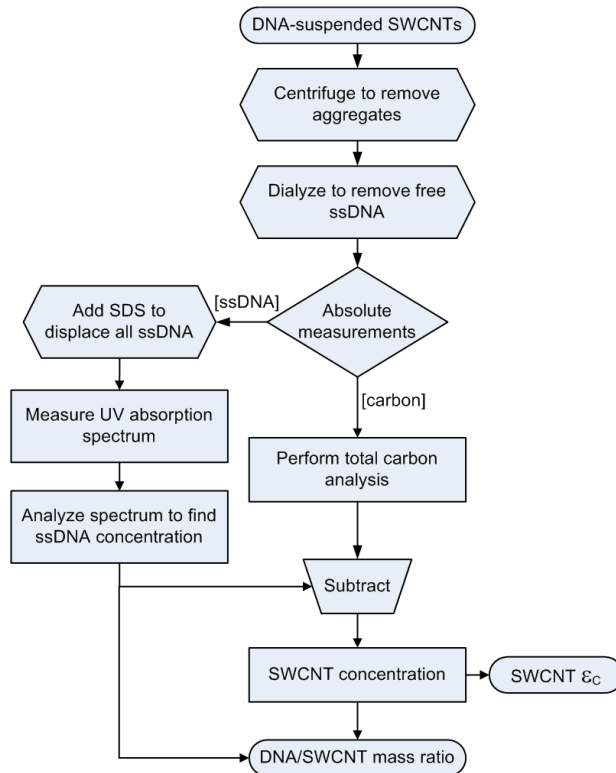 DNA-suspended SWCNTs
Centrifuge to remove
aggregates
Dialyze to remove free
ssDNA
Absolute
measurements
[ssDNA]
Add SDS to
displace all ssDNA
[carbon]
Measure UV absorption
spectrum
Perform total carbon
analysis
Analyze spectrum to find
ssDNA concentration
Subtract
SWCNT concentration
SWCNT εC
DNA/SWCNT mass ratio